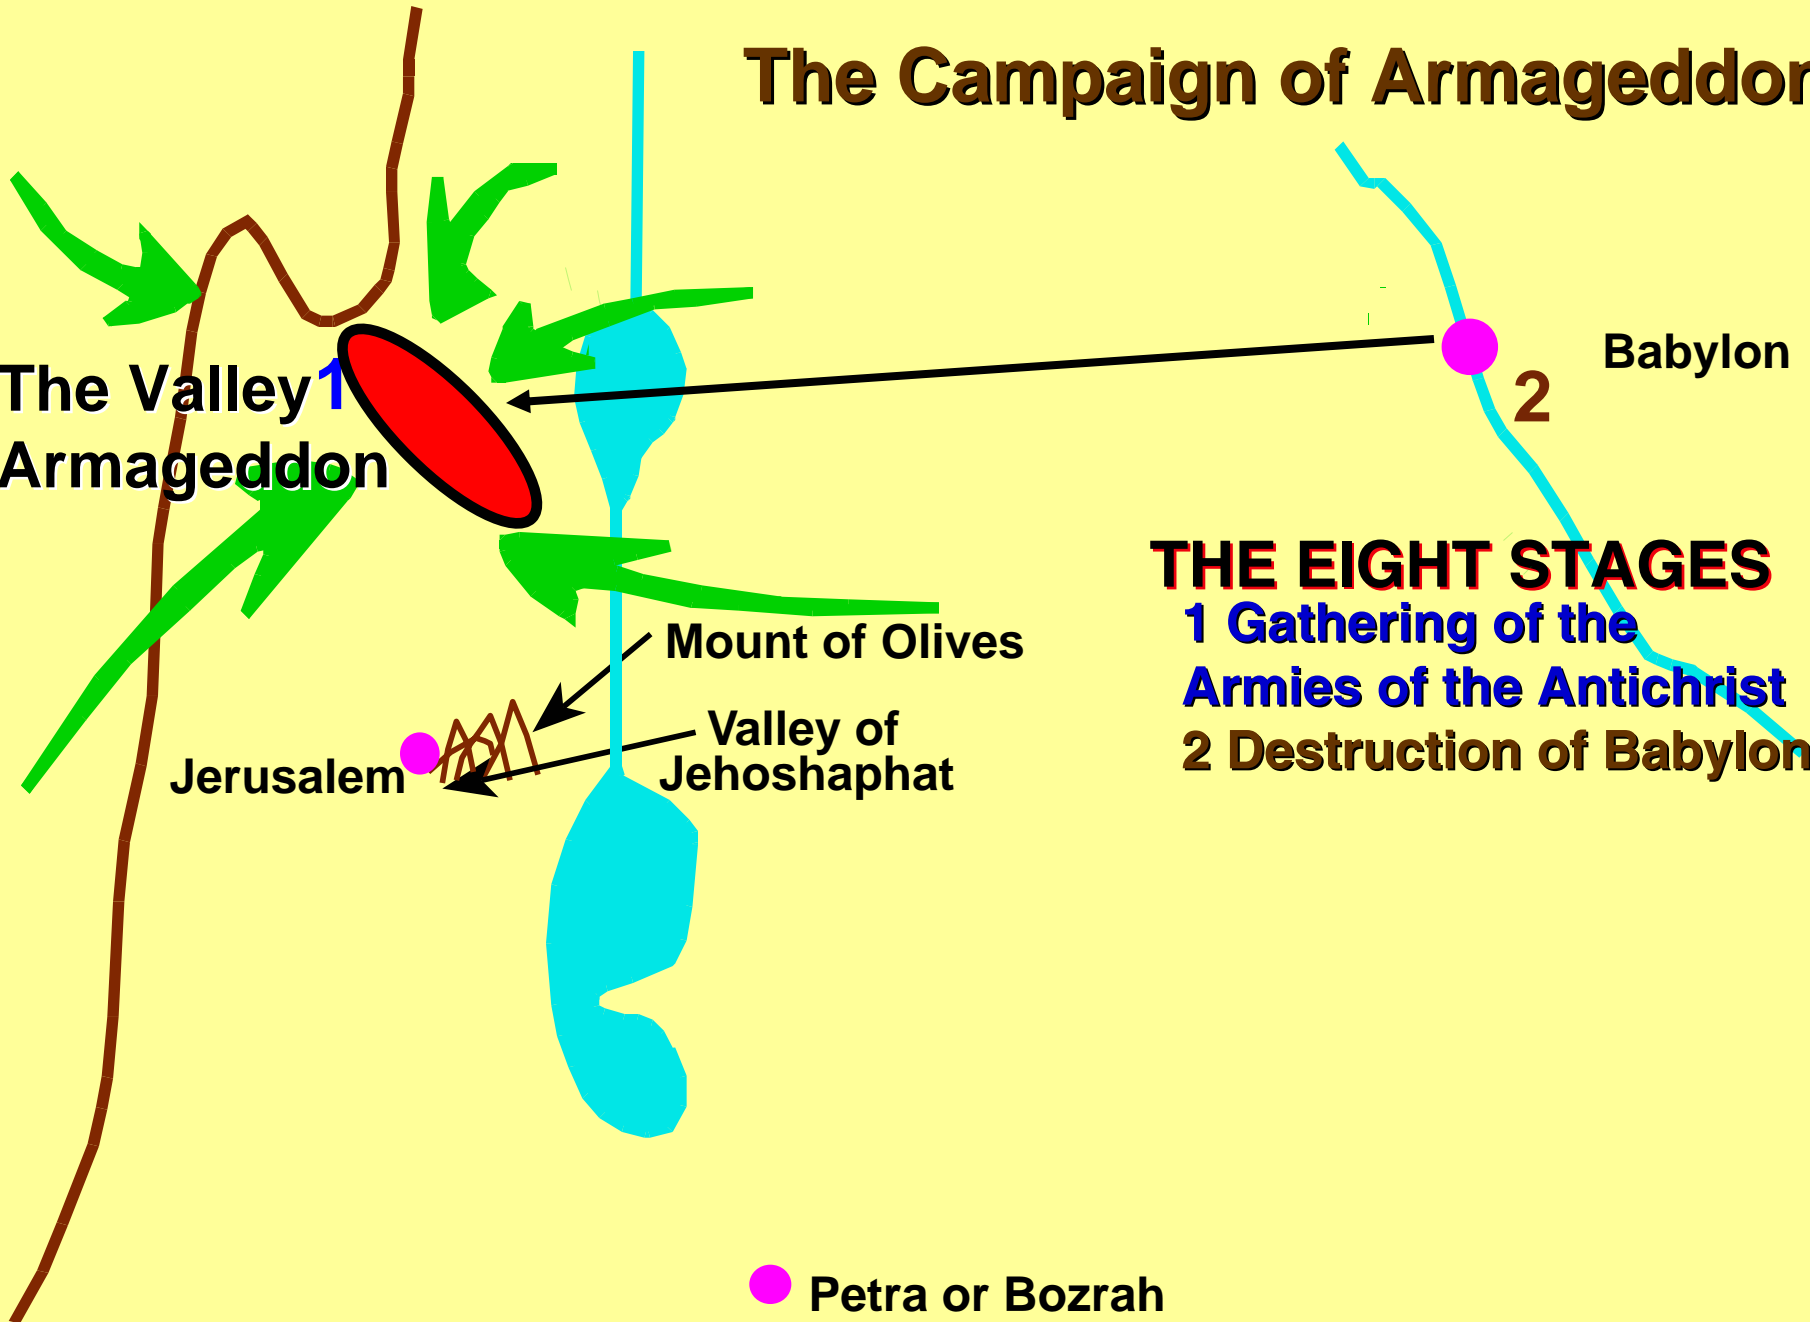 The Campaign of Armageddon
Babylon
The Valley 1
Armageddon
2
THE EIGHT STAGES
1 Gathering of the
Armies of the Antichrist
2 Destruction of Babylon
Mount of Olives
Valley of
Jehoshaphat
Jerusalem
Petra or Bozrah